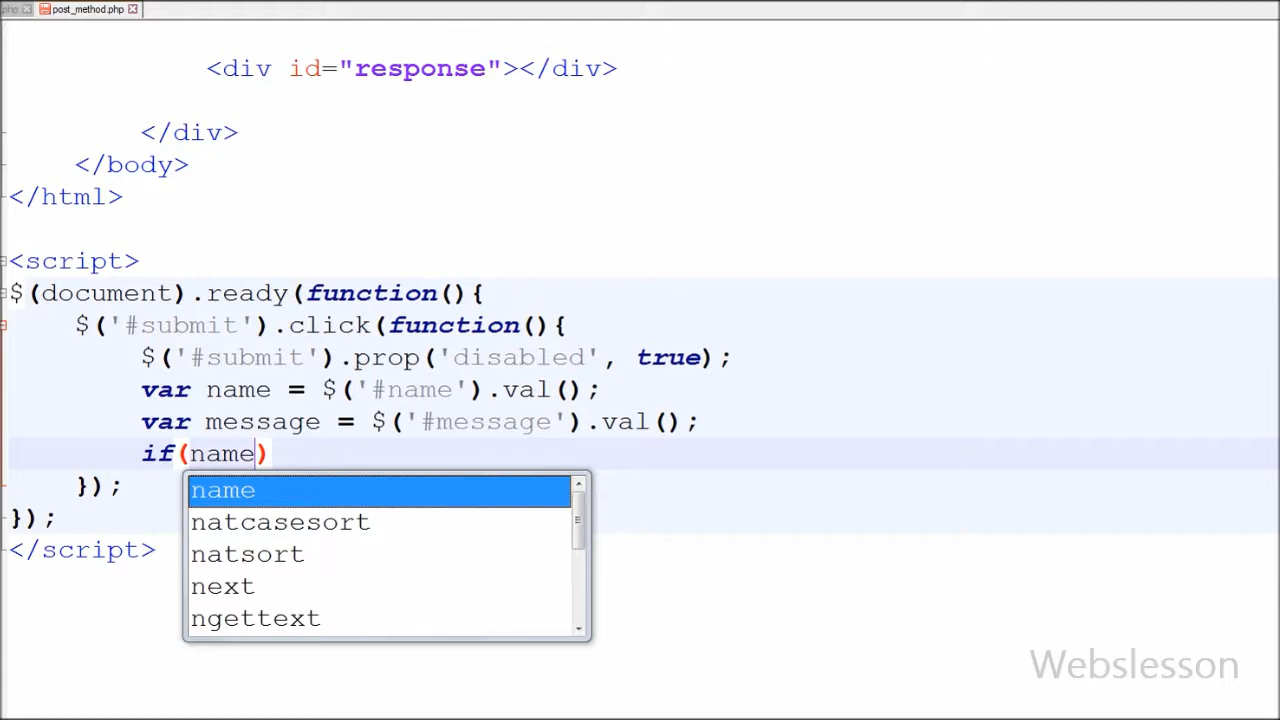 php post_method.php
<div id="response"></div>
</div>
</body>
</html>
<script>
$(document).ready(function(){
$('#submit').click(function(){
$('#submit').prop('disabled', true);
var name = $('#name').val();
var message = $('#message').val();
if(name)
});
});
</script>
name
natcasesort
natsort
next
ngettext
Webslesson